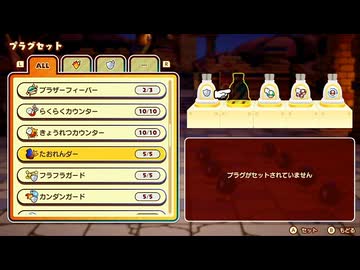 プラグセット
L ALL R
ブラザーフィーバー 2/3
らくらくカウンター 10/10
きょうれつカウンター 10/10
たおれんダー 5/5
フラフラガード 5/5
カンダンガード 5/5
プラグがセットされていません
A セット B もどる